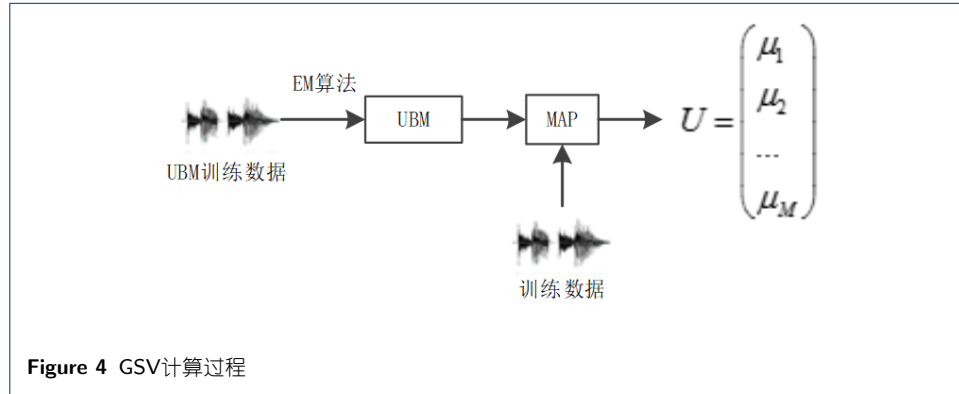 EM算法
UBM
MAP
U = 
μ1
μ2
...
μM
UBM训练数据
训练数据
Figure 4 GSV计算过程